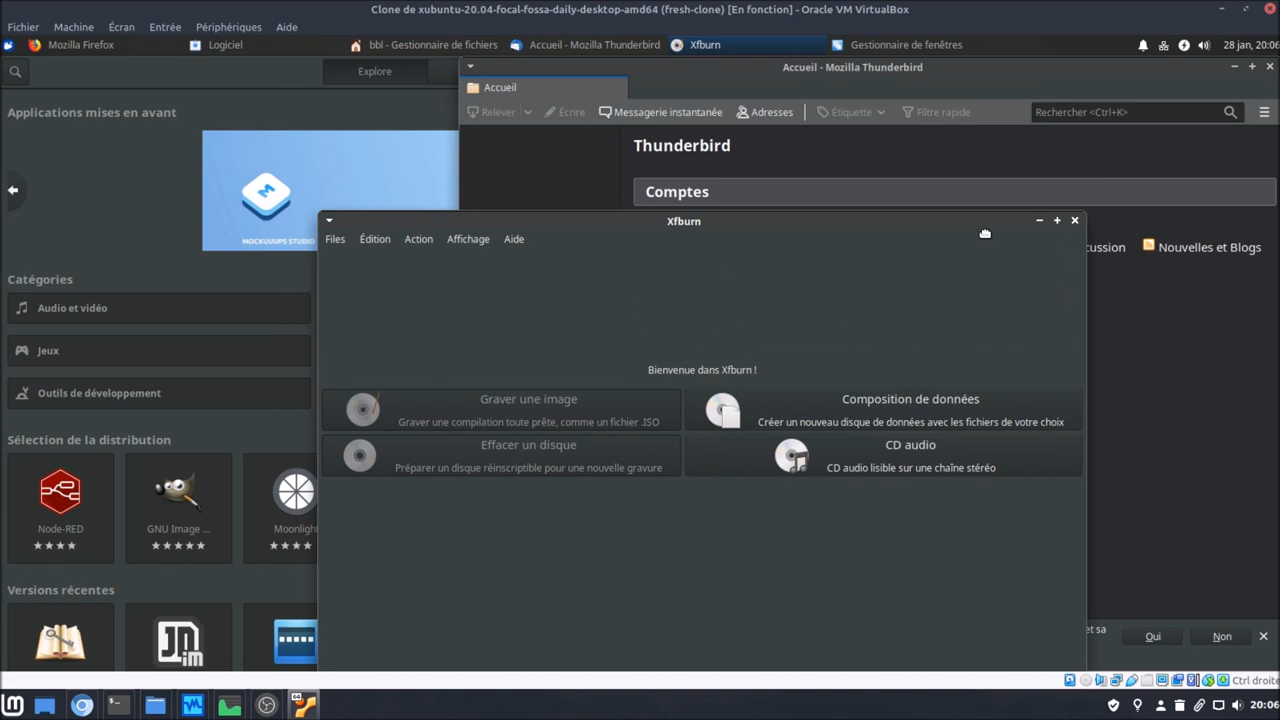 Clone de xubuntu-20.04-focal-fossa-daily-desktop-amd64 (fresh-clone) [En fonction] - Oracle VM VirtualBox
Fichier Machine Écran Entrée Périphériques Aide
Mozilla Firefox Logiciel bbl - Gestionnaire de fichiers Accueil - Mozilla Thunderbird Xfburn Gestionnaire de fenêtres 28 jan, 20:06
Explore
Accueil - Mozilla Thunderbird
Accueil
Relever Écrire Messagerie instantanée Adresses Étiquette Filtre rapide Rechercher <Ctrl+K>
Applications mises en avant
Thunderbird
Comptes
M
MOCKUUUPS STUDIO
Xfburn
Files Édition Action Affichage Aide
cussion Nouvelles et Blogs
Catégories
Audio et vidéo
Jeux
Outils de développement
Bienvenue dans Xfburn !
Graver une image
Graver une compilation toute prête, comme un fichier .ISO
Composition de données
Créer un nouveau disque de données avec les fichiers de votre choix
Effacer un disque
Préparer un disque réinscriptible pour une nouvelle gravure
CD audio
CD audio lisible sur une chaîne stéréo
Sélection de la distribution
Node-RED GNU Image ... Moonlight
Versions récentes
et sa
Qui Non
Ctrl droite
64
20:06